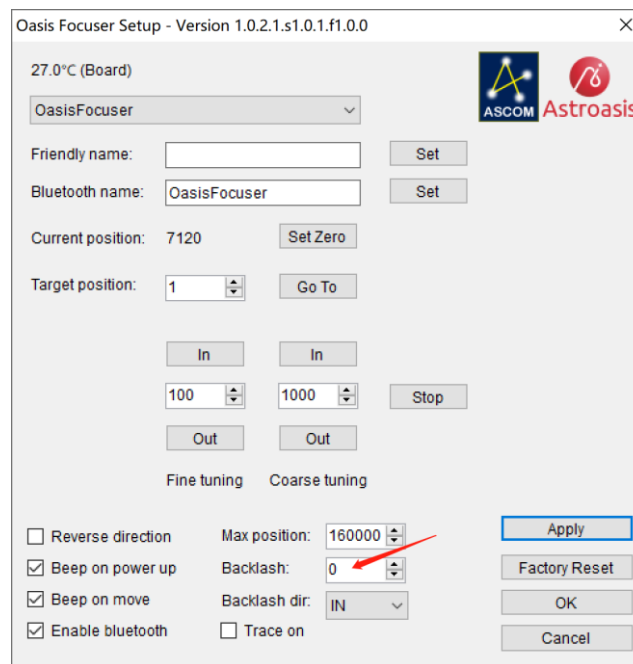 Oasis Focuser Setup - Version 1.0.2.1.s1.0.1.f1.0.0
27.0°C (Board)
ASCOM
Astroasis
OasisFocuser
Friendly name:
Set
Bluetooth name: OasisFocuser
Set
Current position: 7120
Set Zero
Target position: 1
Go To
In
In
100
1000
Stop
Out
Out
Fine tuning
Coarse tuning
Reverse direction
Max position: 160000
Apply
Beep on power up
Backlash: 0
Factory Reset
Beep on move
Backlash dir: IN
OK
Enable bluetooth
Trace on
Cancel